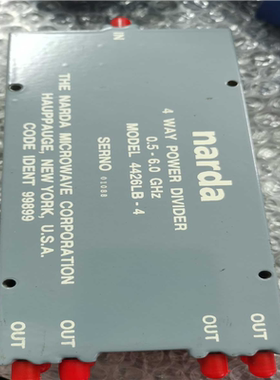 narda
4 WAY POWER DIVIDER
0.5 - 6.0 GHz
MODEL 4426LB - 4
SERNO
THE NARDA MICROWAVE CORPORATION
HAUPPAUGE, NEW YORK, U.S.A.
CODE IDENT 99899
IN
OUT
OUT
OUT
OUT